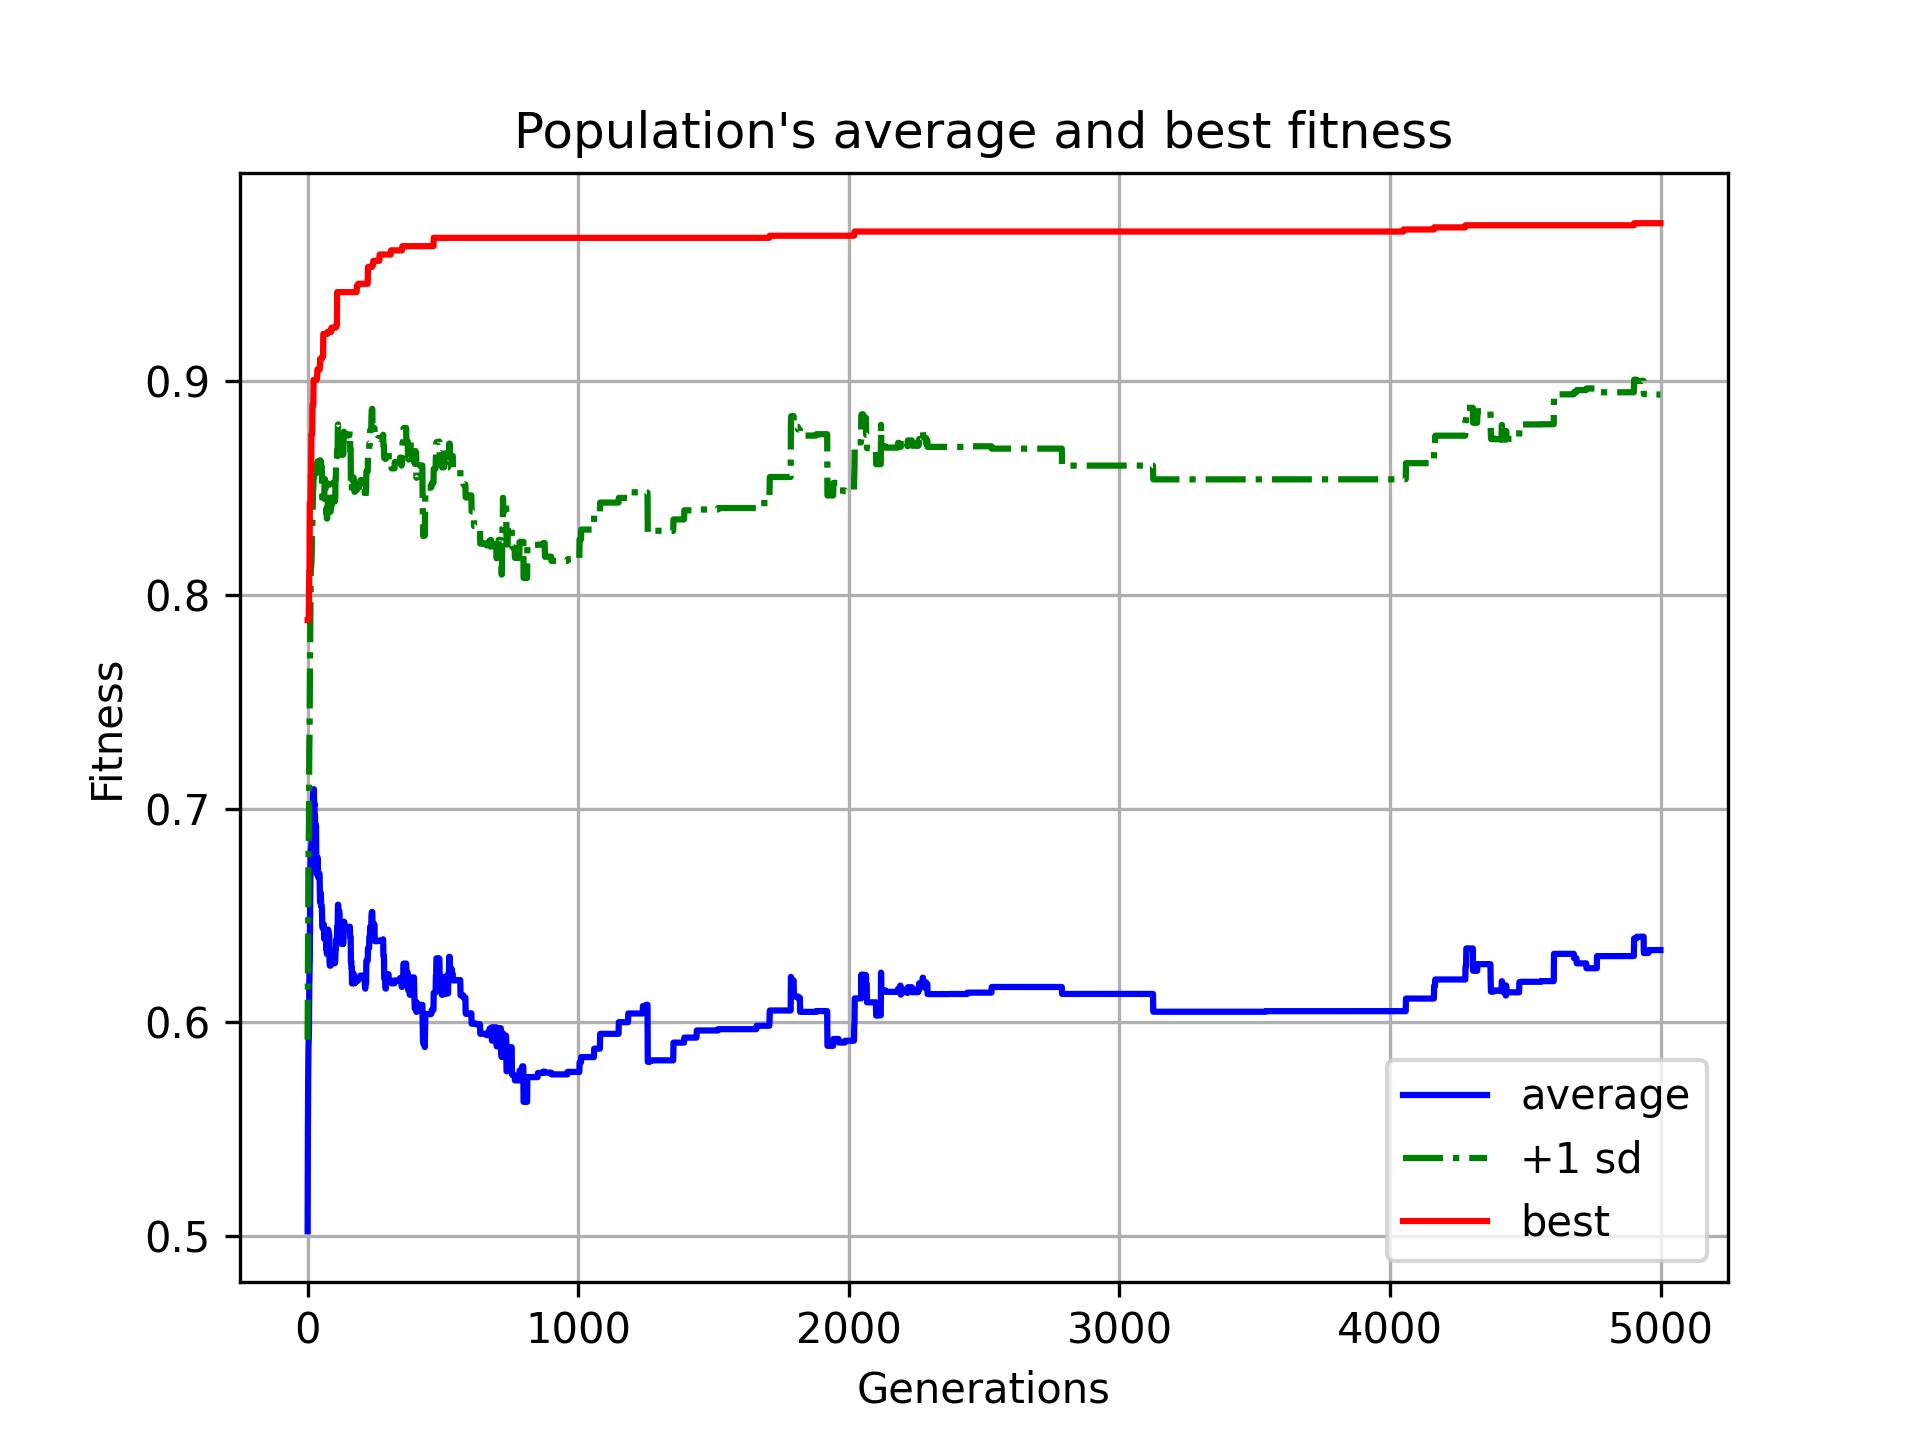 Population's average and best fitness
0.9
0.8
0.7
0.6
0.5
Fitness
average
+1 sd
best
0 1000 2000 3000 4000 5000
Generations